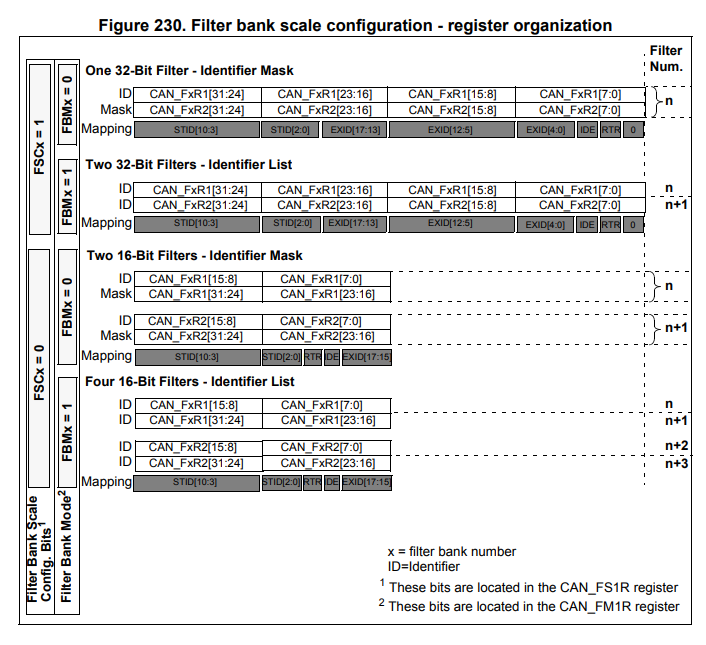 Figure 230. Filter bank scale configuration - register organization
Filter
Num.
One 32-Bit Filter - Identifier Mask
ID CAN_FxR1[31:24] CAN_FxR1[23:16] CAN_FxR1[15:8] CAN_FxR1[7:0]
Mask CAN_FxR2[31:24] CAN_FxR2[23:16] CAN_FxR2[15:8] CAN_FxR2[7:0]
n
Mapping STID[10:3] STID[2:0] EXID[17:13] EXID[12:5] EXID[4:0] IDE RTR 0
Two 32-Bit Filters - Identifier List
ID CAN_FxR1[31:24] CAN_FxR1[23:16] CAN_FxR1[15:8] CAN_FxR1[7:0] n
ID CAN_FxR2[31:24] CAN_FxR2[23:16] CAN_FxR2[15:8] CAN_FxR2[7:0] n+1
Mapping STID[10:3] STID[2:0] EXID[17:13] EXID[12:5] EXID[4:0] IDE RTR 0
Two 16-Bit Filters - Identifier Mask
ID CAN_FxR1[15:8] CAN_FxR1[7:0]
Mask CAN_FxR1[31:24] CAN_FxR1[23:16]
n
ID CAN_FxR2[15:8] CAN_FxR2[7:0]
Mask CAN_FxR2[31:24] CAN_FxR2[23:16]
n+1
Mapping STID[10:3] STID[2:0] RTR IDE EXID[17:15]
Four 16-Bit Filters - Identifier List
ID CAN_FxR1[15:8] CAN_FxR1[7:0] n
ID CAN_FxR1[31:24] CAN_FxR1[23:16] n+1
ID CAN_FxR2[15:8] CAN_FxR2[7:0] n+2
ID CAN_FxR2[31:24] CAN_FxR2[23:16] n+3
Mapping STID[10:3] STID[2:0] RTR IDE EXID[17:15]
FSCx = 1
FBMx = 0
FBMx = 1
FSCx = 0
FBMx = 0
FBMx = 1
Filter Bank Scale
Config. Bits1
Filter Bank Mode2
x = filter bank number
ID=Identifier
1 These bits are located in the CAN_FS1R register
2 These bits are located in the CAN_FM1R register